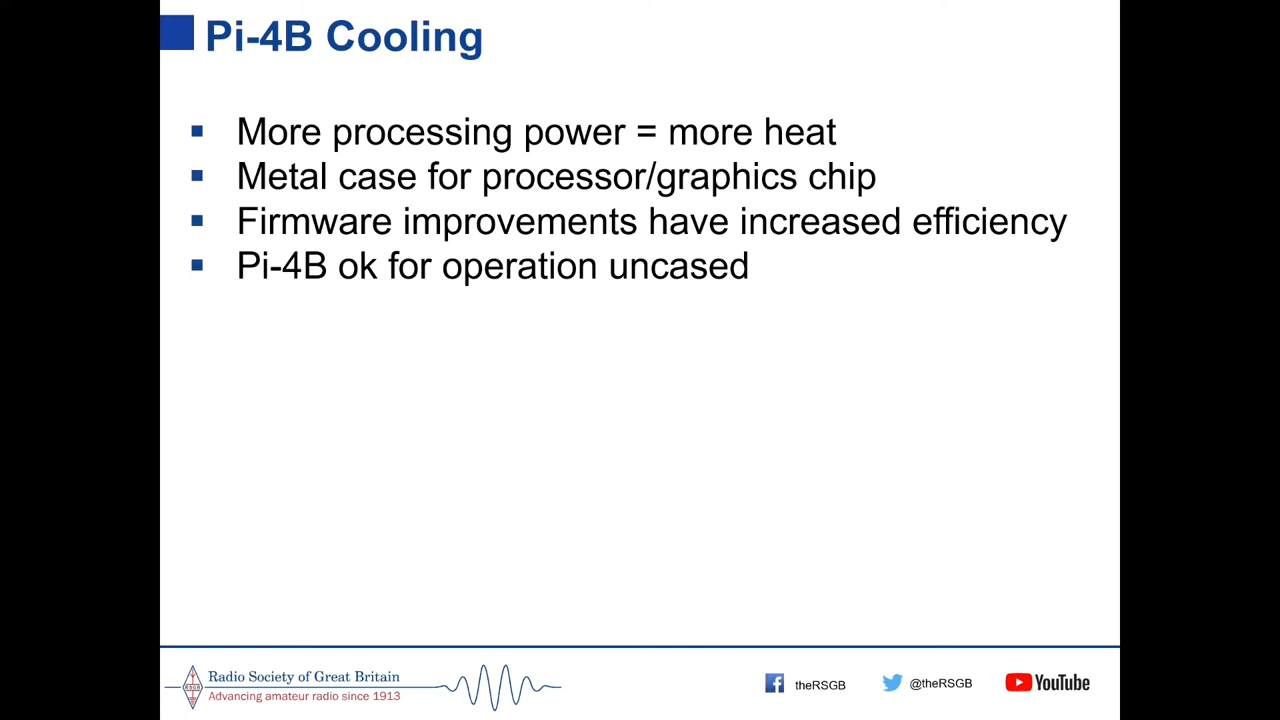 Pi-4B Cooling
More processing power = more heat
Metal case for processor/graphics chip
Firmware improvements have increased efficiency
Pi-4B ok for operation uncased
RSGB
Radio Society of Great Britain
Advancing amateur radio since 1913
theRSGB
@theRSGB
YouTube